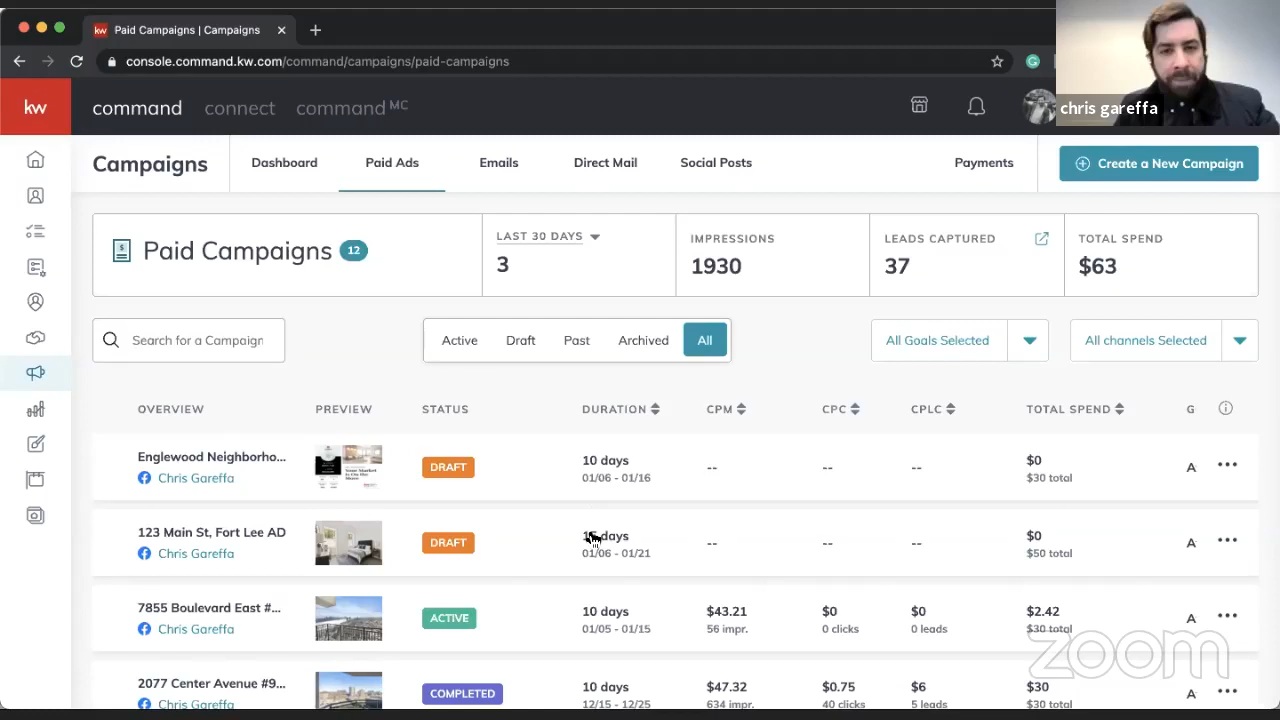 Paid Campaigns | Campaigns
console.command.kw.com/command/campaigns/paid-campaigns
chris gareffa
kw
command connect command MC
Campaigns Dashboard Paid Ads Emails Direct Mail Social Posts Payments Create a New Campaign
Paid Campaigns 12
LAST 30 DAYS
3
IMPRESSIONS
1930
LEADS CAPTURED
37
TOTAL SPEND
$63
Search for a Campaign
Active Draft Past Archived All
All Goals Selected
All channels Selected
OVERVIEW PREVIEW STATUS DURATION CPM CPC CPLC TOTAL SPEND G
Englewood Neighborho...
Chris Gareffa
DRAFT
10 days
01/06 - 01/16
--
--
--
$0
$30 total
A
123 Main St, Fort Lee AD
Chris Gareffa
DRAFT
days
01/06 - 01/21
--
--
--
$0
$50 total
A
7855 Boulevard East #...
Chris Gareffa
ACTIVE
10 days
01/05 - 01/15
$43.21
56 impr.
$0
0 clicks
$0
0 leads
$2.42
$30 total
A
2077 Center Avenue #9...
Chris Gareffa
COMPLETED
10 days
12/15 - 12/25
$47.32
634 impr.
$0.75
40 clicks
$6
5 leads
$30
$30 total
A
zoom